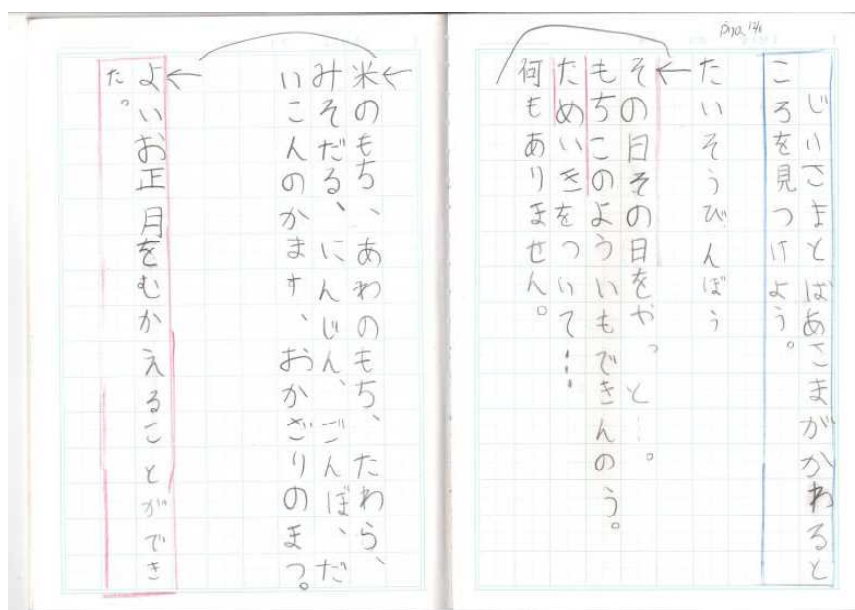 じいさまとばあさまがかわると
ころを見つけよう。
たいそうびんぼう
その日その日をやっと…。
もちこのよういもできんのう。
ためいきをついて…
何もありません。
米のもち、あわのもち、たわら、
みそだる、にんじん、ごんぼ、だ
いこんのかます、おかざりのまつ。
よいお正月をむかえることができ
た。